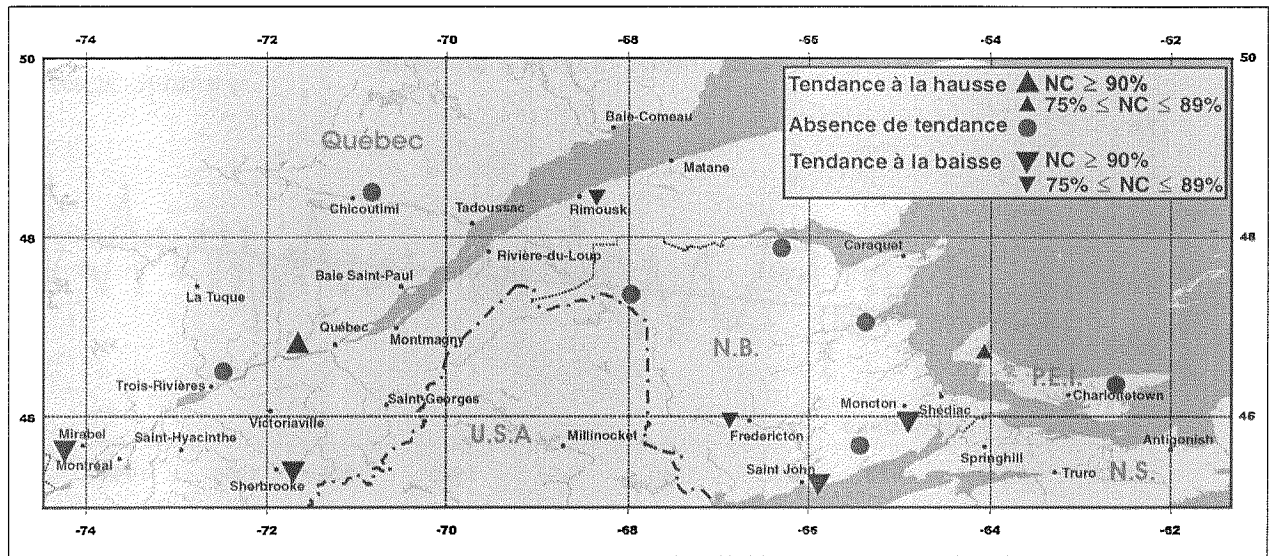 -74 -72 -70 -68 -66 -64 -62
50 50
Tendance à la hausse ▲ NC ≥ 90%
▲ 75% ≤ NC ≤ 89%
Absence de tendance ●
Tendance à la baisse ▼ NC ≥ 90%
▼ 75% ≤ NC ≤ 89%
Baie-Comeau
Québec
Matane
Chicoutimi
Tadoussac
Rimousk
48 48
Caraquet
Rivière-du-Loup
Baie Saint-Paul
La Tuque
Québec
Montmagny
N.B.
P.E.I.
Trois-Rivières
Saint-Georges
Charlottetown
Moncton
Shédiac
46 46
Victoriaville
U.S.A
Mirabel
Saint-Hyacinthe
Millinocket
Fredericton
Antigonish
Montréal
Springhill
Sherbrooke
Saint John
Truro
N.S.
-74 -72 -70 -68 -66 -64 -62